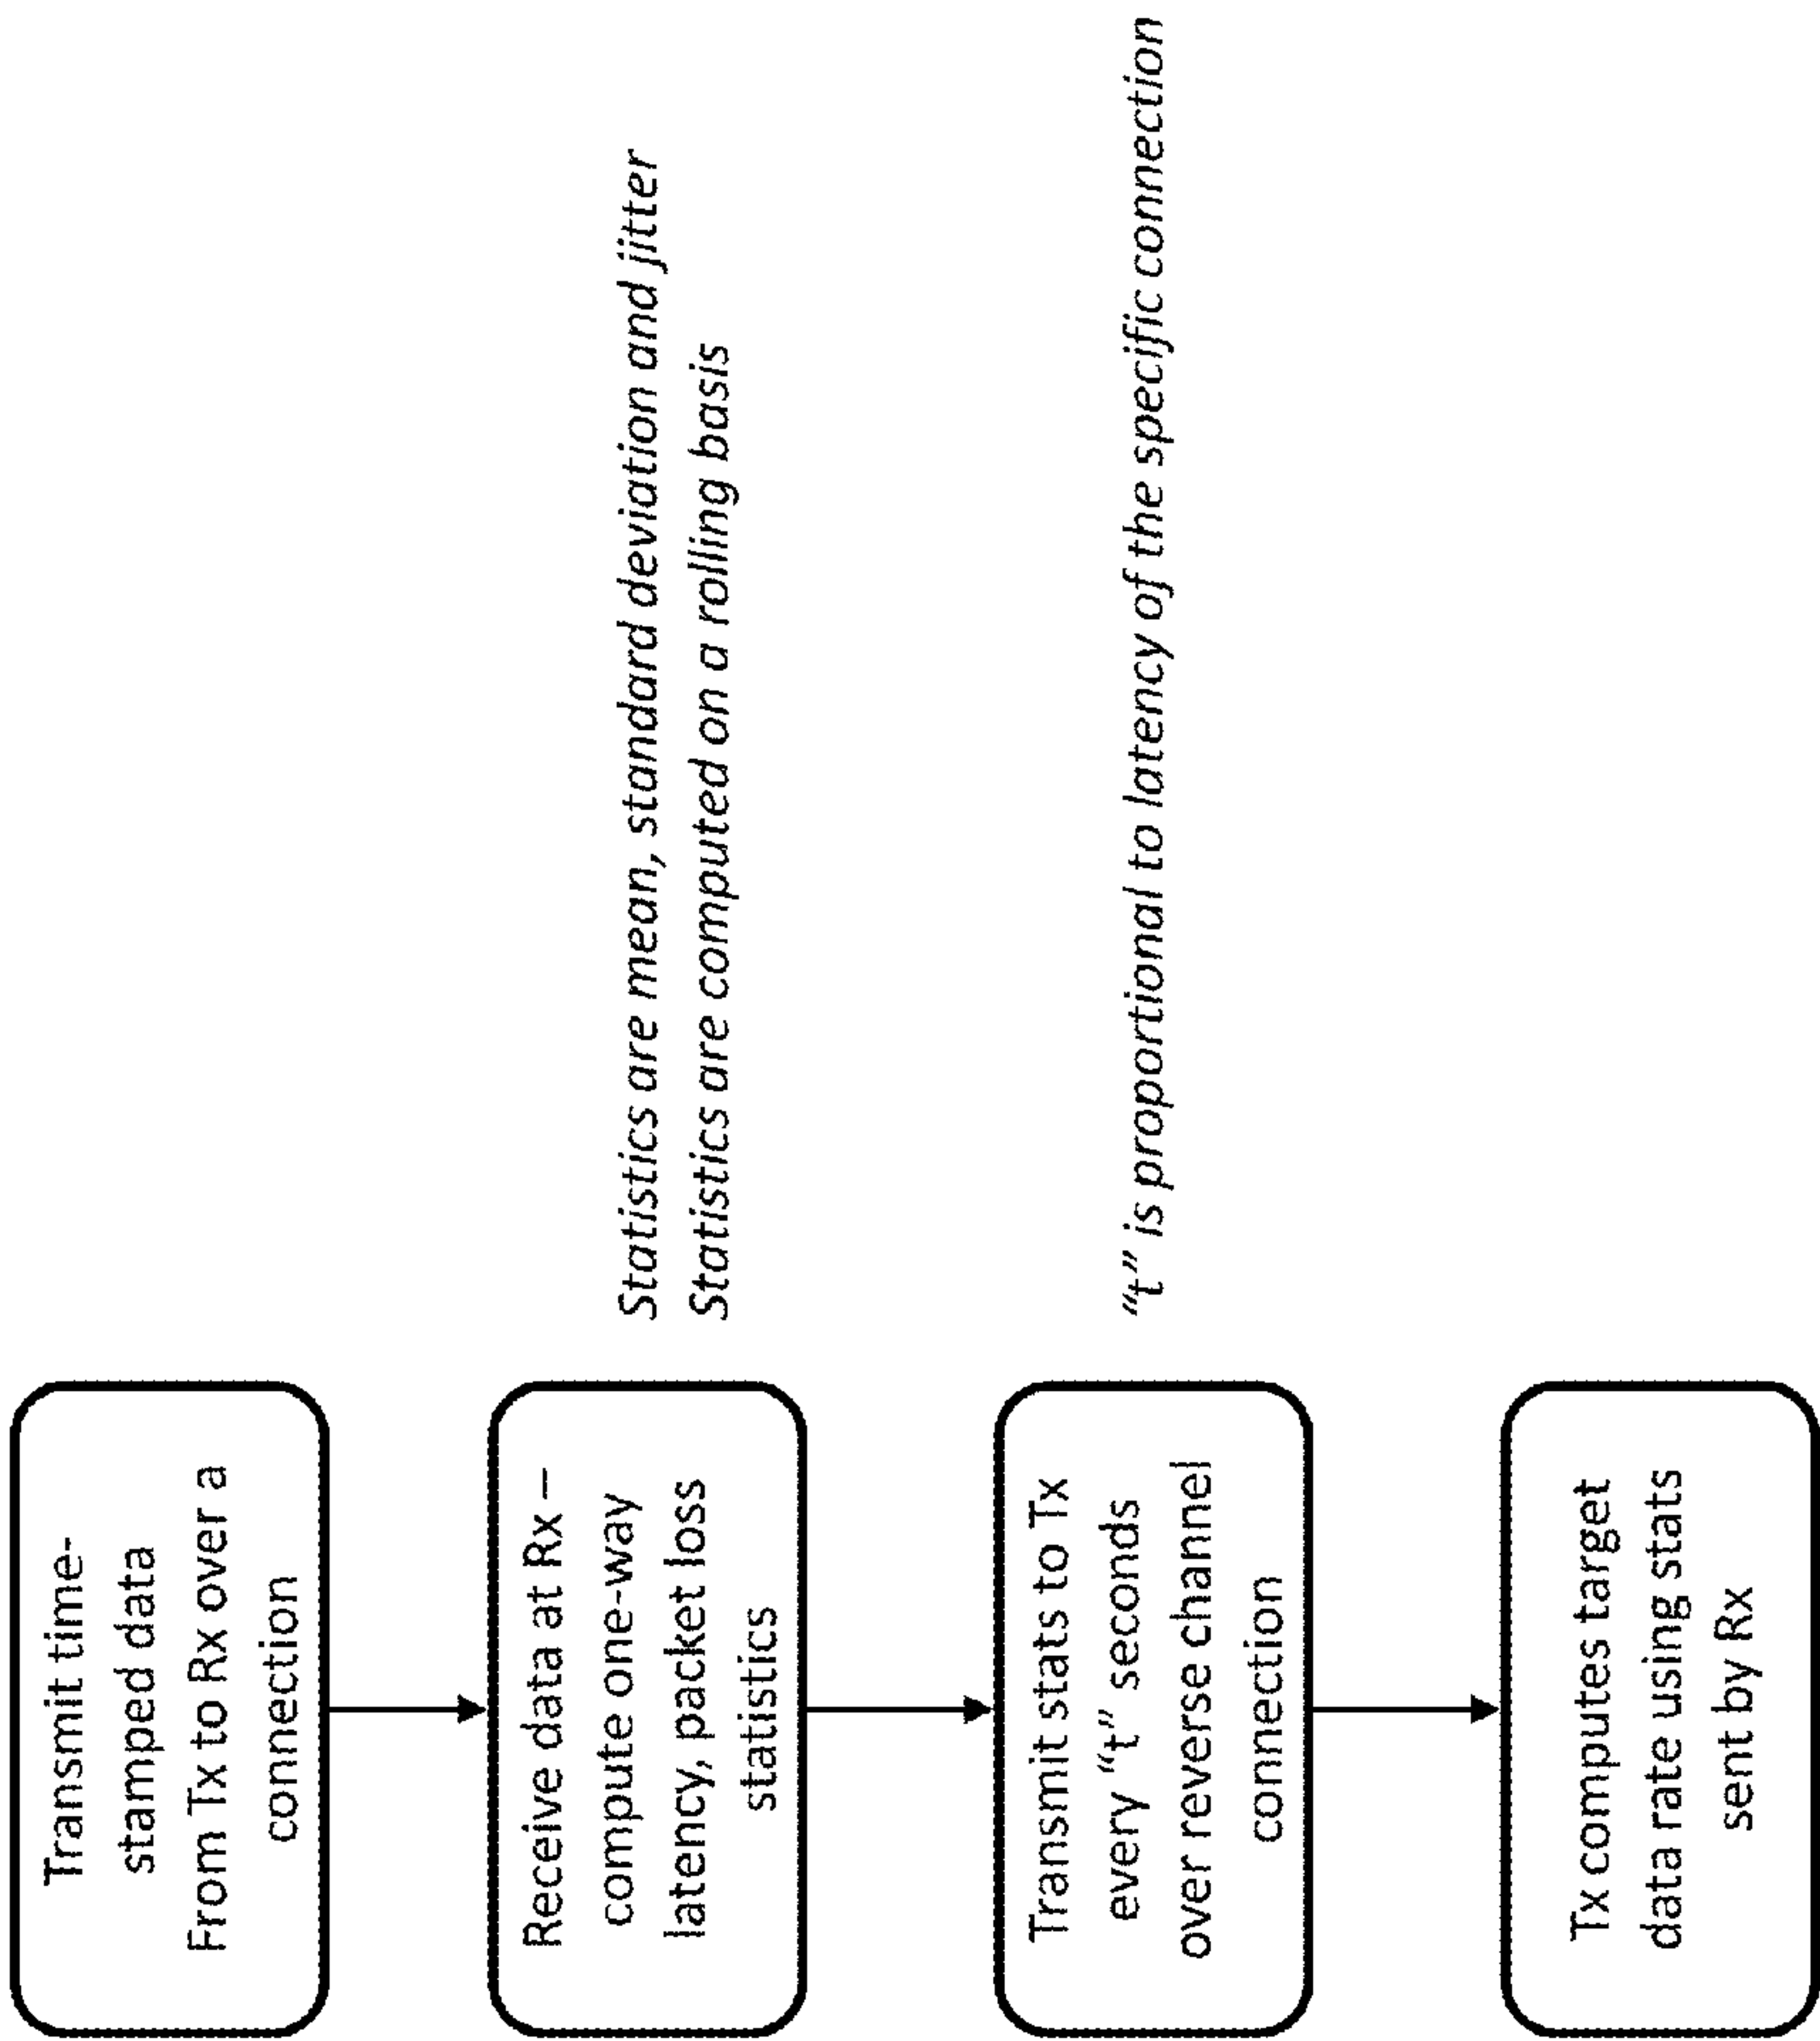 Transmit time-
stamped data
From Tx to Rx over a
connection
Receive data at Rx –
compute one-way
latency, packet loss
statistics
Statistics are mean, standard deviation and jitter
Statistics are computed on a rolling basis
Transmit stats to Tx
every “t” seconds
over reverse channel
connection
“t” is proportional to latency of the specific connection
Tx computes target
data rate using stats
sent by Rx